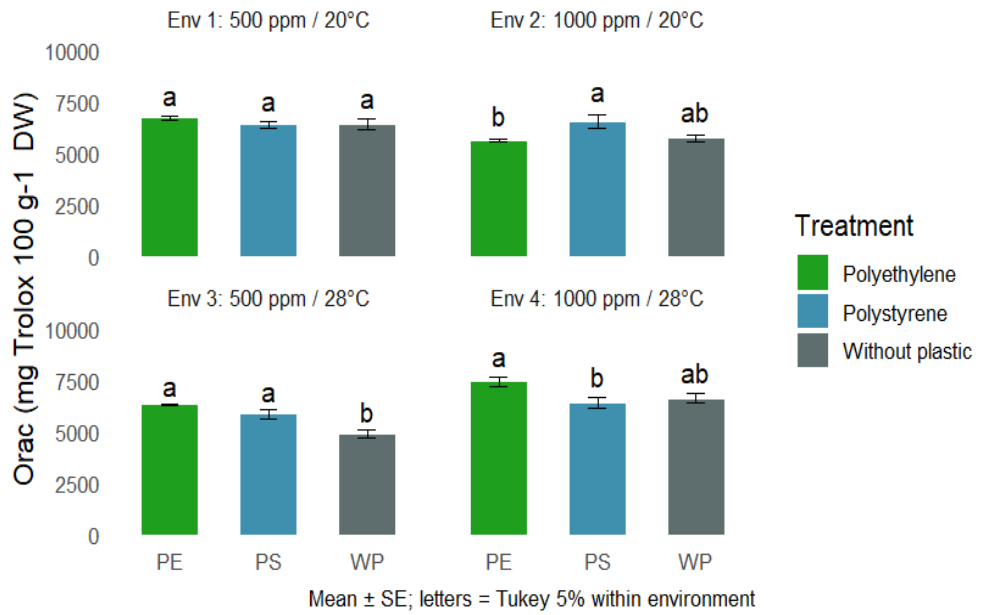 Env 1: 500 ppm / 20°C
Env 2: 1000 ppm / 20°C
10000
7500
5000
2500
0
a
a
a
b
a
ab
Env 3: 500 ppm / 28°C
Env 4: 1000 ppm / 28°C
10000
7500
5000
2500
0
a
a
b
a
b
ab
PE
PS
WP
PE
PS
WP
Mean ± SE; letters = Tukey 5% within environment
Orac (mg Trolox 100 g-1 DW)
Treatment
Polyethylene
Polystyrene
Without plastic